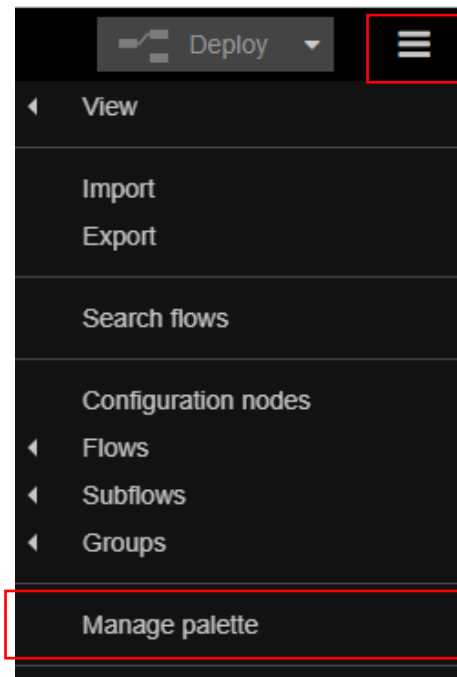 Deploy
View
Import
Export
Search flows
Configuration nodes
Flows
Subflows
Groups
Manage palette